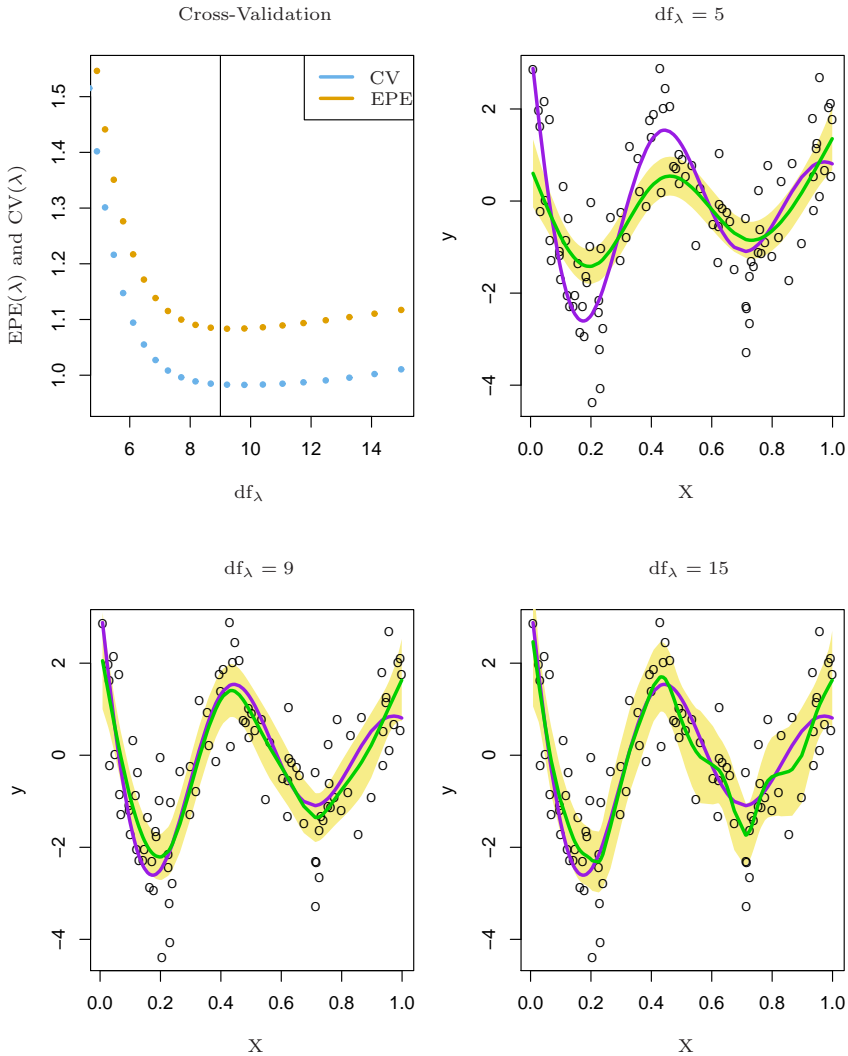 Cross-Validation
EPE(λ) and CV(λ)
1.5
1.4
1.3
1.2
1.1
1.0
CV
EPE
6 8 10 12 14
df_λ
df_λ = 5
y
2
0
-2
-4
0.0 0.2 0.4 0.6 0.8 1.0
X
df_λ = 9
y
2
0
-2
-4
0.0 0.2 0.4 0.6 0.8 1.0
X
df_λ = 15
y
2
0
-2
-4
0.0 0.2 0.4 0.6 0.8 1.0
X